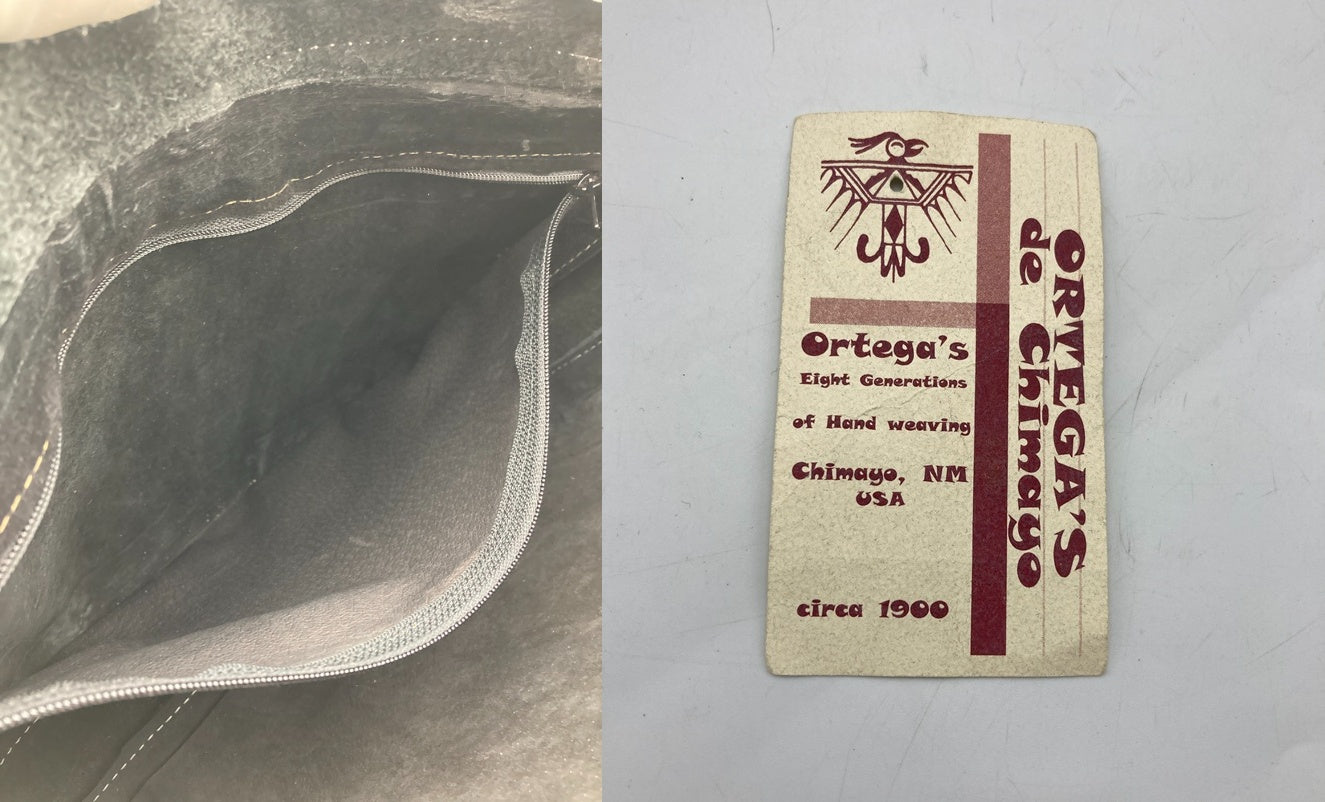 Ortega's
Eight Generations
of Hand weaving
Chimayo, NM
USA
circa 1900
ORTEGA'S
de Chimayo